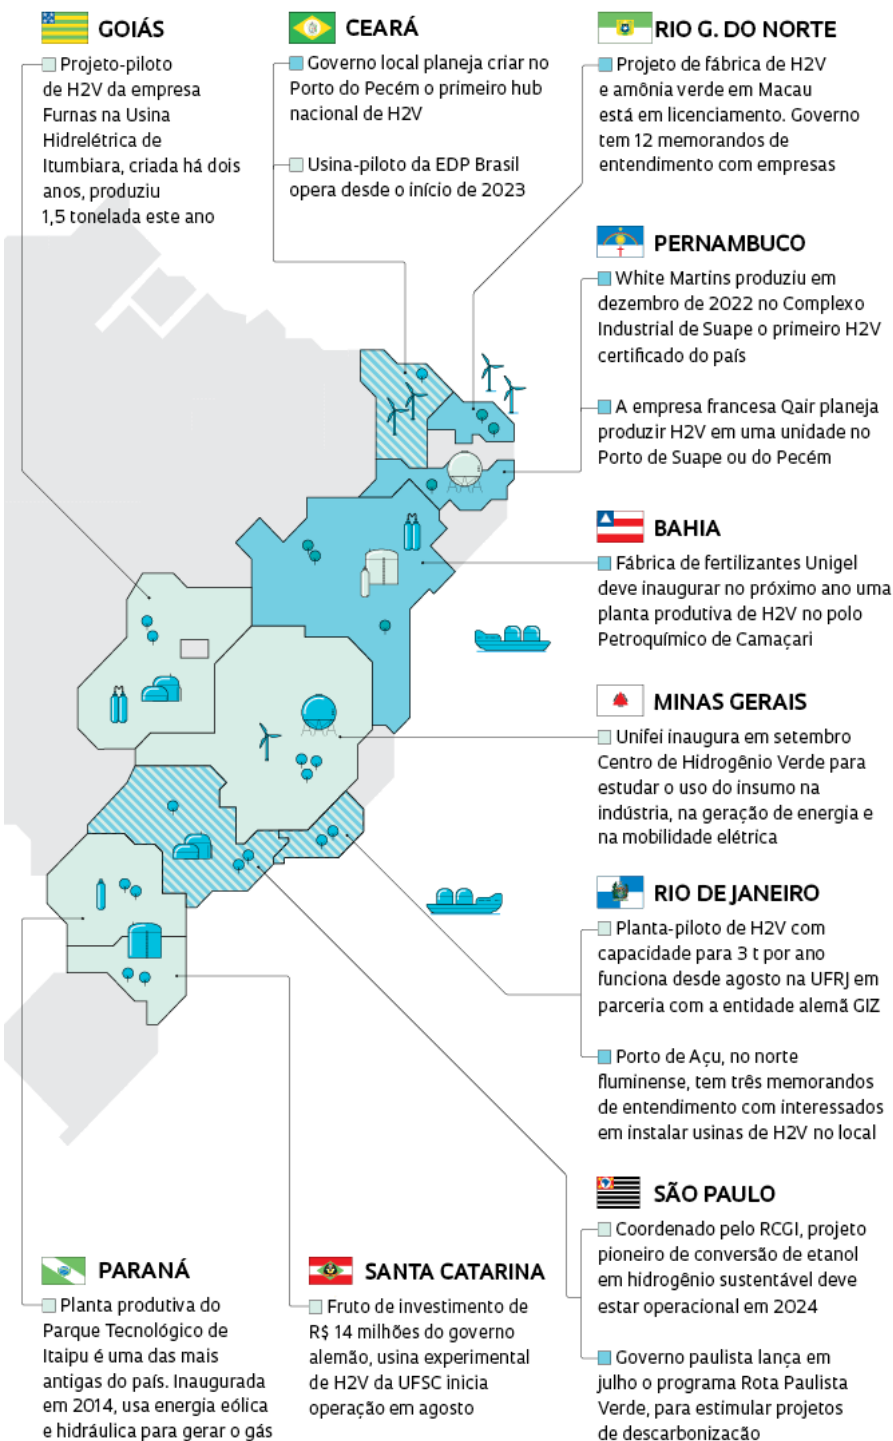 GOIÁS
Projeto-piloto
de H2V da empresa
Furnas na Usina
Hidrelétrica de
Itumbiara, criada há dois
anos, produziu
1,5 tonelada este ano
CEARÁ
Governo local planeja criar no
Porto do Pecém o primeiro hub
nacional de H2V
Usina-piloto da EDP Brasil
opera desde o início de 2023
RIO G. DO NORTE
Projeto de fábrica de H2V
e amônia verde em Macau
está em licenciamento. Governo
tem 12 memorandos de
entendimento com empresas
PERNAMBUCO
White Martins produziu em
dezembro de 2022 no Complexo
Industrial de Suape o primeiro H2V
certificado do país
A empresa francesa Qair planeja
produzir H2V em uma unidade no
Porto de Suape ou do Pecém
BAHIA
Fábrica de fertilizantes Unigel
deve inaugurar no próximo ano uma
planta produtiva de H2V no polo
Petroquímico de Camaçari
MINAS GERAIS
Unifei inaugura em setembro
Centro de Hidrogênio Verde para
estudar o uso do insumo na
indústria, na geração de energia e
na mobilidade elétrica
RIO DE JANEIRO
Planta-piloto de H2V com
capacidade para 3 t por ano
funciona desde agosto na UFRJ em
parceria com a entidade alemã GIZ
Porto de Açu, no norte
fluminense, tem três memorandos
de entendimento com interessados
em instalar usinas de H2V no local
SÃO PAULO
Coordenado pelo RCGI, projeto
pioneiro de conversão de etanol
em hidrogênio sustentável deve
estar operacional em 2024
Governo paulista lança em
julho o programa Rota Paulista
Verde, para estimular projetos
de descarbonização
PARANÁ
Planta produtiva do
Parque Tecnológico de
Itaipu é uma das mais
antigas do país. Inaugurada
em 2014, usa energia eólica
e hidráulica para gerar o gás
SANTA CATARINA
Fruto de investimento de
R$ 14 milhões do governo
alemão, usina experimental
de H2V da UFSC inicia
operação em agosto